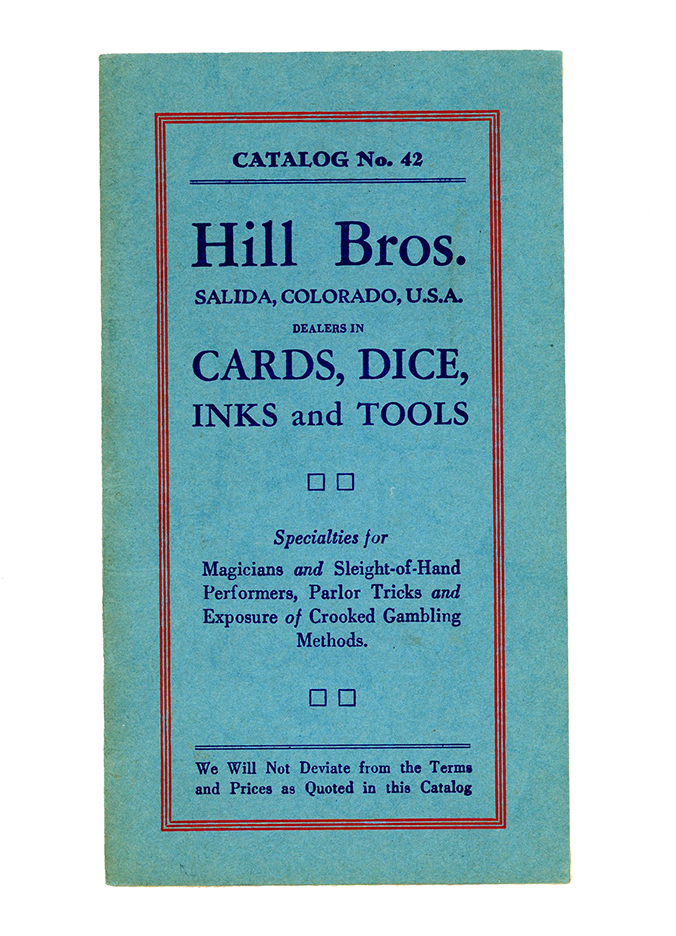 CATALOG No. 42
Hill Bros.
SALIDA, COLORADO, U.S.A.
DEALERS IN
CARDS, DICE,
INKS and TOOLS
Specialties for
Magicians and Sleight-of-Hand
Performers, Parlor Tricks and
Exposure of Crooked Gambling
Methods.
We Will Not Deviate from the Terms
and Prices as Quoted in this Catalog